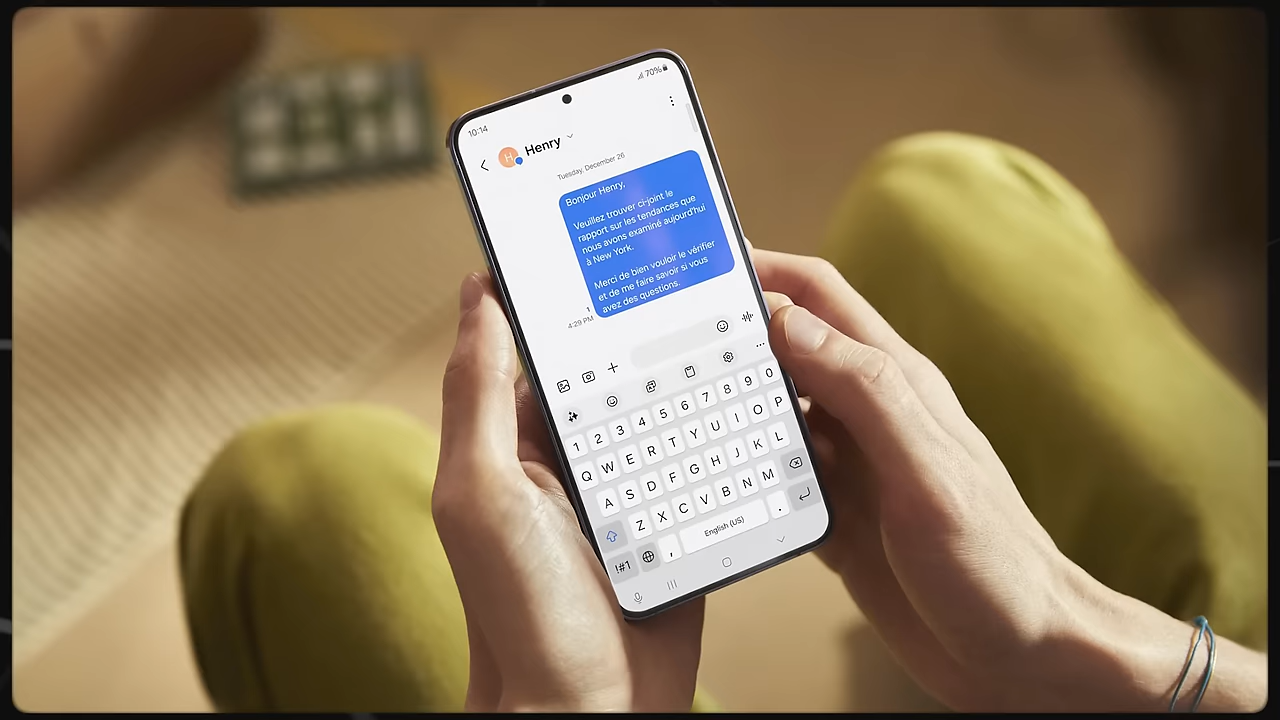 10:14
70%
H
Henry
Tuesday, December 26
Bonjour Henry,
Veuillez trouver ci-joint le
rapport sur les tendances que
nous avons examiné aujourd'hui
à New York.
Merci de bien vouloir le vérifier
et de me faire savoir si vous
avez des questions.
1
4:29 PM
1 2 3 4 5 6 7 8 9 0
Q W E R T Y U I O P
A S D F G H J K L
Z X C V B N M
!#1 , English (US) .